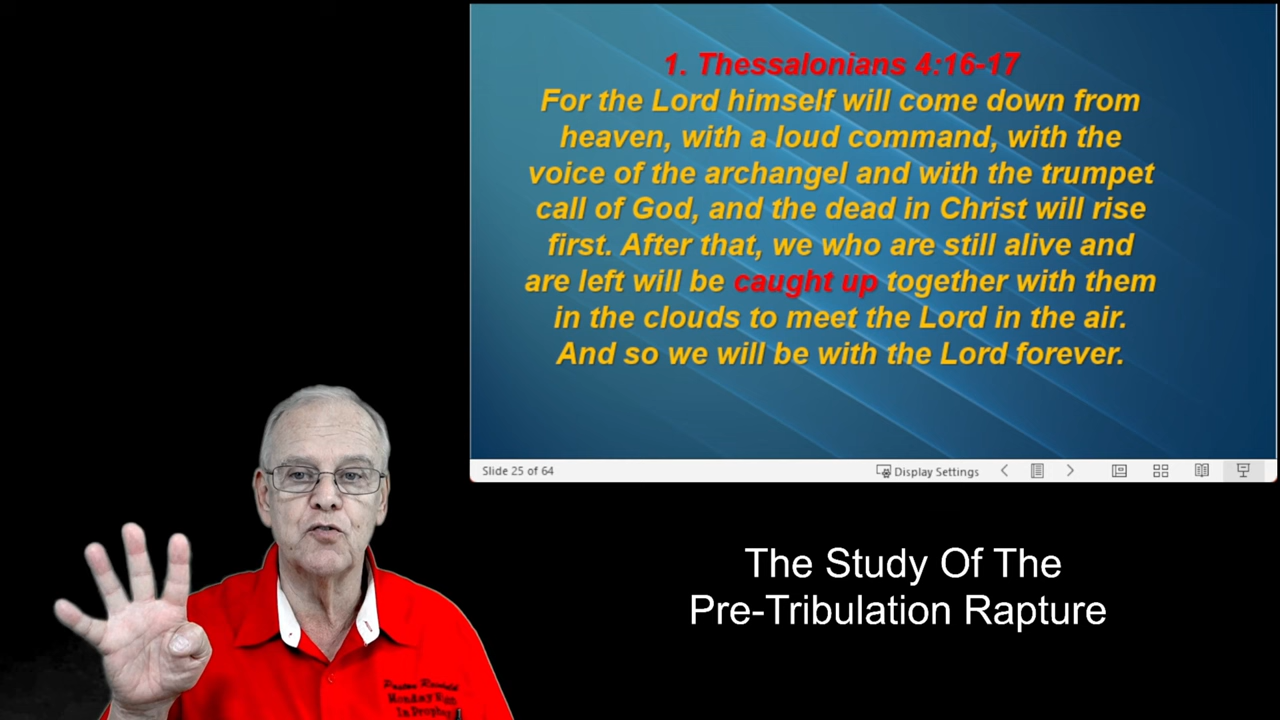 1. Thessalonians 4:16-17
For the Lord himself will come down from
heaven, with a loud command, with the
voice of the archangel and with the trumpet
call of God, and the dead in Christ will rise
first. After that, we who are still alive and
are left will be caught up together with them
in the clouds to meet the Lord in the air.
And so we will be with the Lord forever.
Slide 25 of 64
Display Settings
The Study Of The
Pre-Tribulation Rapture
In